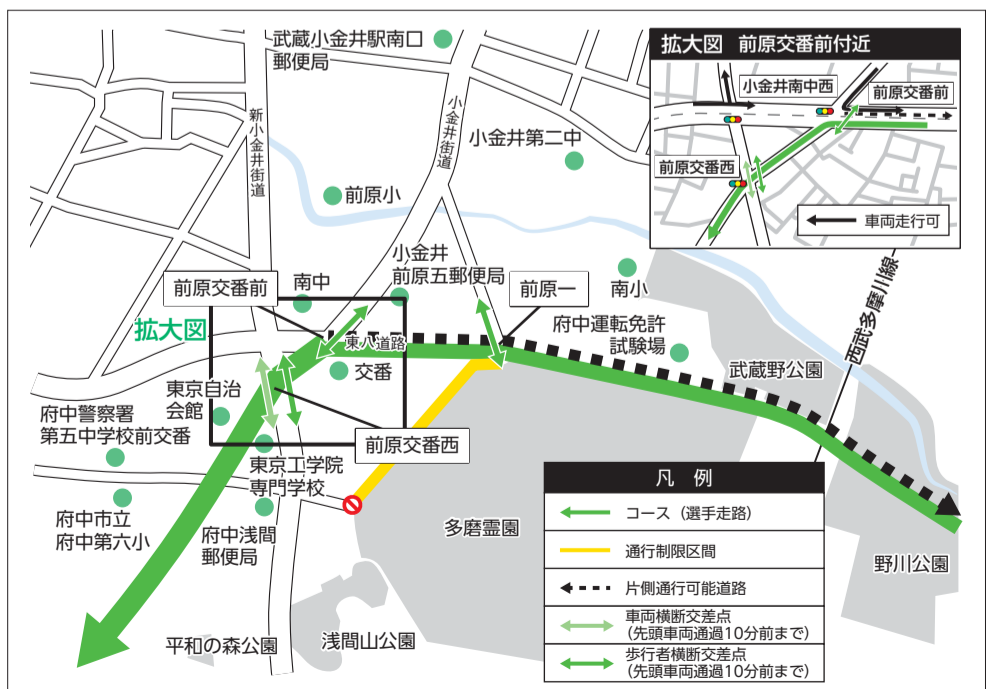 武蔵小金井駅南口
郵便局
新小金井街道
小金井街道
小金井第二中
前原小
小金井
前原五郵便局
前原交番前
南中
前原一
南小
拡大図
東八道路
府中運転免許
試験場
交番
武蔵野公園
西武多摩川線
東京自治
会館
府中警察署
第五中学校前交番
前原交番西
東京工学院
専門学校
府中市立
府中第六小
府中浅間
郵便局
多磨霊園
野川公園
平和の森公園
浅間山公園
拡大図 前原交番前付近
小金井南中西
前原交番前
前原交番西
車両走行可
凡例
コース（選手走路）
通行制限区間
片側通行可能道路
車両横断交差点
(先頭車両通過10分前まで)
歩行者横断交差点
(先頭車両通過10分前まで)